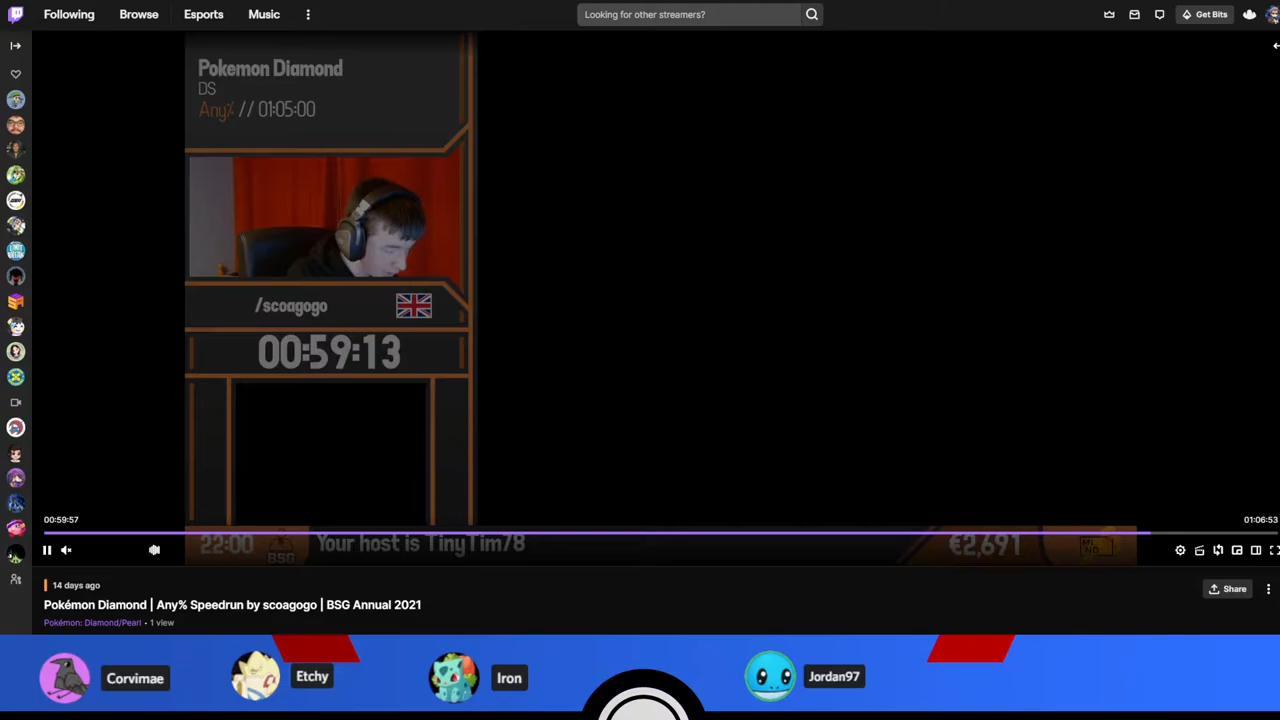 Following
Browse
Esports
Music
Looking for other streamers?
Get Bits
Pokemon Diamond
DS
Any% // 01:05:00
/scoagogo
00:59:13
00:59:57
01:06:53
22:00
BSG
Your host is TinyTim78
€2,691
MIND
14 days ago
Share
Pokémon Diamond | Any% Speedrun by scoagogo | BSG Annual 2021
Pokémon: Diamond/Pearl • 1 view
Corvimae
Etchy
Iron
Jordan97